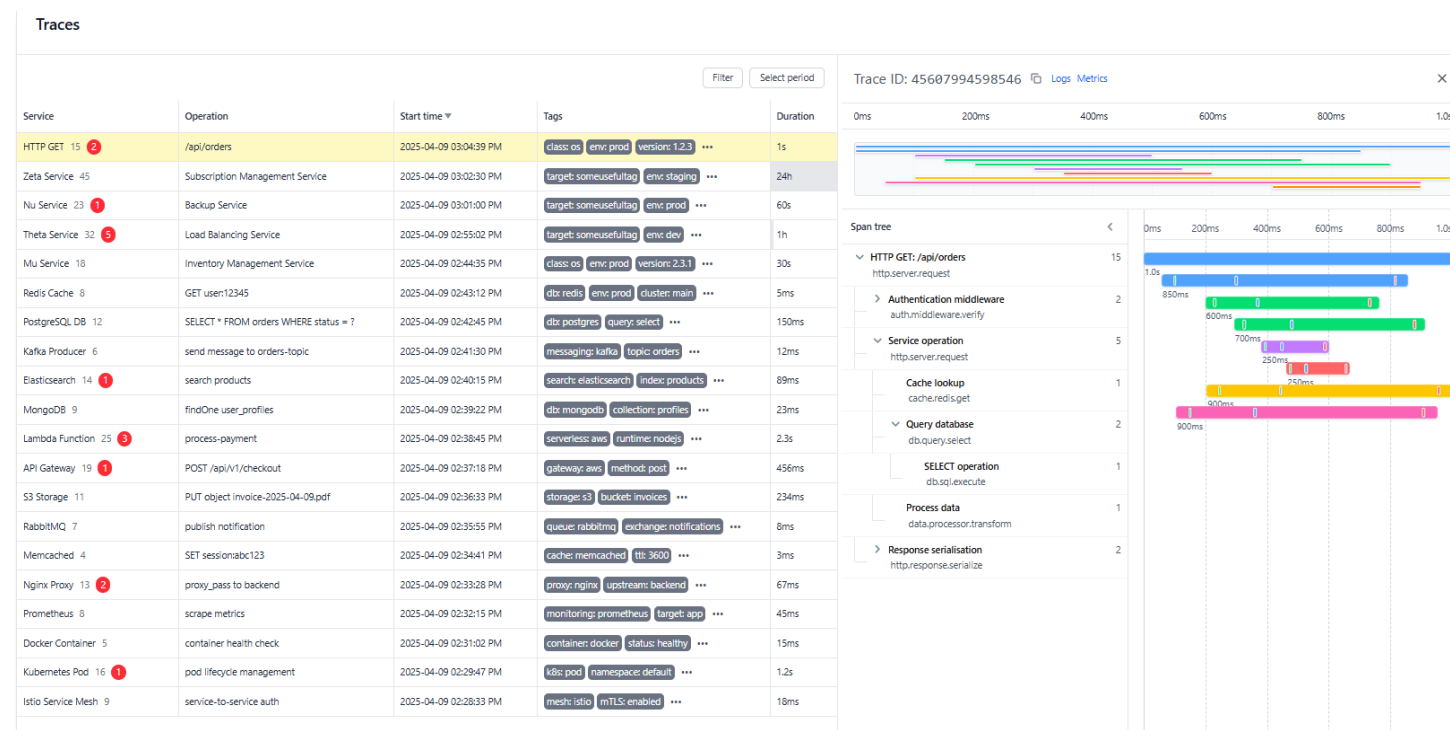 Traces
Filter Select period
Service Operation Start time Tags Duration
HTTP GET 15 2 /api/orders 2025-04-09 03:04:39 PM class: os env: prod version: 1.2.3 ••• 1s
Zeta Service 45 Subscription Management Service 2025-04-09 03:02:30 PM target: someusefultag env: staging ••• 24h
Nu Service 23 1 Backup Service 2025-04-09 03:01:00 PM target: someusefultag env: prod ••• 60s
Theta Service 32 5 Load Balancing Service 2025-04-09 02:55:02 PM target: someusefultag env: dev ••• 1h
Mu Service 18 Inventory Management Service 2025-04-09 02:44:35 PM class: os env: prod version: 2.3.1 ••• 30s
Redis Cache 8 GET user:12345 2025-04-09 02:43:12 PM db: redis env: prod cluster: main ••• 5ms
PostgreSQL DB 12 SELECT * FROM orders WHERE status = ? 2025-04-09 02:42:45 PM db: postgres query: select ••• 150ms
Kafka Producer 6 send message to orders-topic 2025-04-09 02:41:30 PM messaging: kafka topic: orders ••• 12ms
Elasticsearch 14 1 search products 2025-04-09 02:40:15 PM search: elasticsearch index: products ••• 89ms
MongoDB 9 findOne user_profiles 2025-04-09 02:39:22 PM db: mongodb collection: profiles ••• 23ms
Lambda Function 25 3 process-payment 2025-04-09 02:38:45 PM serverless: aws runtime: nodejs ••• 2.3s
API Gateway 19 1 POST /api/v1/checkout 2025-04-09 02:37:18 PM gateway: aws method: post ••• 456ms
S3 Storage 11 PUT object invoice-2025-04-09.pdf 2025-04-09 02:36:33 PM storage: s3 bucket: invoices ••• 234ms
RabbitMQ 7 publish notification 2025-04-09 02:35:55 PM queue: rabbitmq exchange: notifications ••• 8ms
Memcached 4 SET session:abc123 2025-04-09 02:34:41 PM cache: memcached ttl: 3600 ••• 3ms
Nginx Proxy 13 2 proxy_pass to backend 2025-04-09 02:33:28 PM proxy: nginx upstream: backend ••• 67ms
Prometheus 8 scrape metrics 2025-04-09 02:32:15 PM monitoring: prometheus target: app ••• 45ms
Docker Container 5 container health check 2025-04-09 02:31:02 PM container: docker status: healthy ••• 15ms
Kubernetes Pod 16 1 pod lifecycle management 2025-04-09 02:29:47 PM k8s: pod namespace: default ••• 1.2s
Istio Service Mesh 9 service-to-service auth 2025-04-09 02:28:33 PM mesh: istio mTLS: enabled ••• 18ms
Trace ID: 45607994598546 Logs Metrics
0ms 200ms 400ms 600ms 800ms 1.0s
Span tree
HTTP GET: /api/orders 15
http.server.request
Authentication middleware 2
auth.middleware.verify
Service operation 5
http.server.request
Cache lookup 1
cache.redis.get
Query database 2
db.query.select
SELECT operation 1
db.sql.execute
Process data 1
data.processor.transform
Response serialisation 2
http.response.serialize
0ms 200ms 400ms 600ms 800ms 1.0s
1.0s
850ms
600ms
700ms
250ms
250ms
900ms
900ms